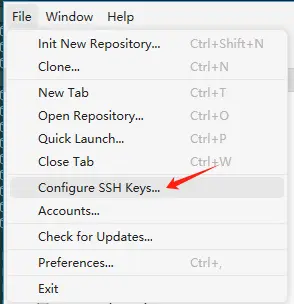 File Window Help
Init New Repository... Ctrl+Shift+N
Clone... Ctrl+N
New Tab Ctrl+T
Open Repository... Ctrl+O
Quick Launch... Ctrl+P
Close Tab Ctrl+W
Configure SSH Keys...
Accounts...
Check for Updates...
Preferences... Ctrl+,
Exit